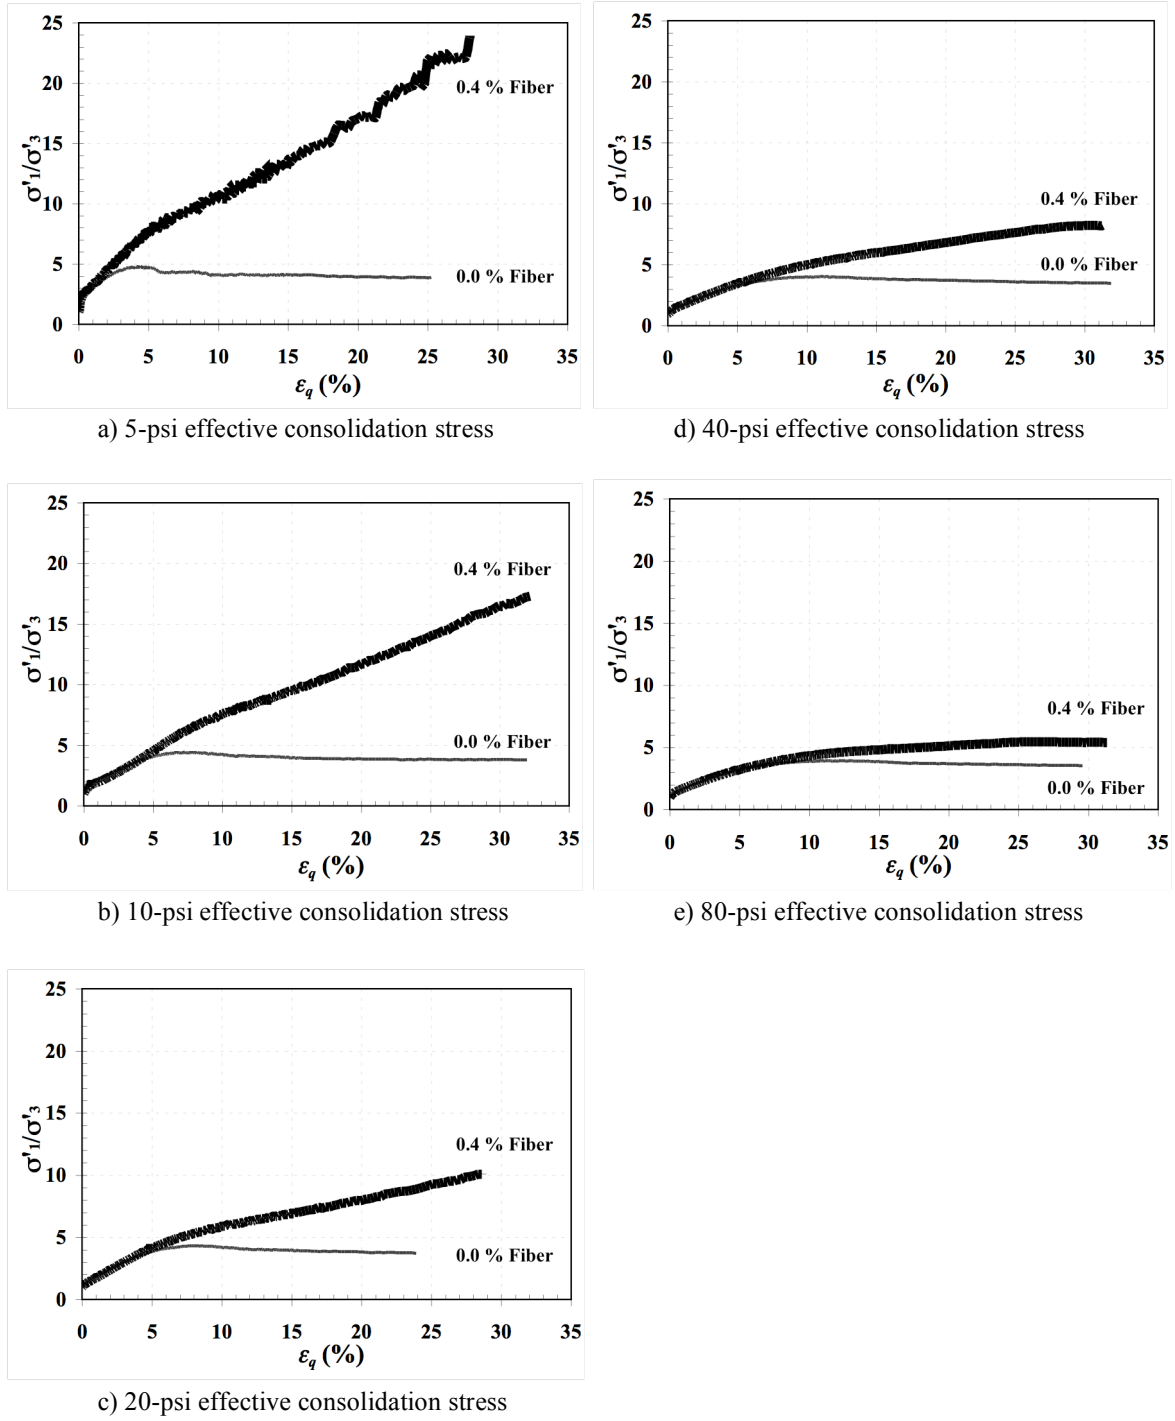 25
20
15
10
5
0
σ'1/σ'3
0.4 % Fiber
0.0 % Fiber
0 5 10 15 20 25 30 35
εq (%)
a) 5-psi effective consolidation stress
25
20
15
10
5
0
σ'1/σ'3
0.4 % Fiber
0.0 % Fiber
0 5 10 15 20 25 30 35
εq (%)
b) 10-psi effective consolidation stress
25
20
15
10
5
0
σ'1/σ'3
0.4 % Fiber
0.0 % Fiber
0 5 10 15 20 25 30 35
εq (%)
c) 20-psi effective consolidation stress
25
20
15
10
5
0
σ'1/σ'3
0.4 % Fiber
0.0 % Fiber
0 5 10 15 20 25 30 35
εq (%)
d) 40-psi effective consolidation stress
25
20
15
10
5
0
σ'1/σ'3
0.4 % Fiber
0.0 % Fiber
0 5 10 15 20 25 30 35
εq (%)
e) 80-psi effective consolidation stress